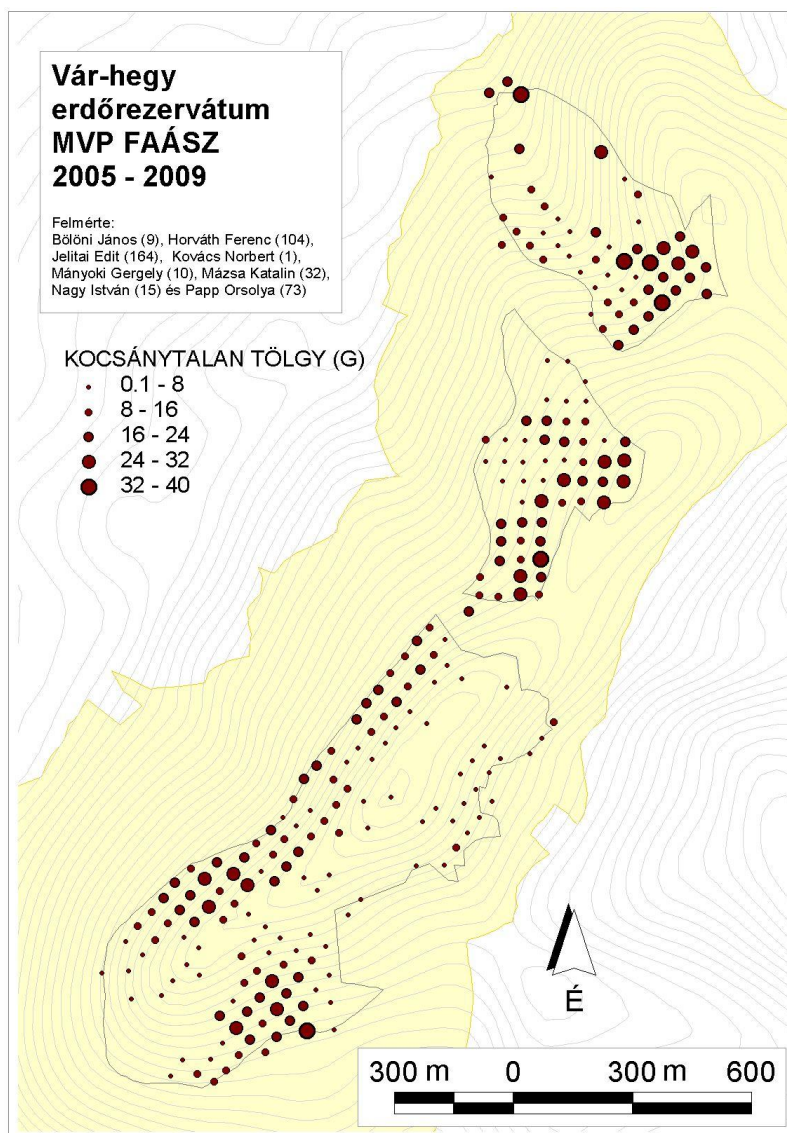 Vár-hegy
erdőrezervátum
MVP FAÁSZ
2005 - 2009
Felmérte:
Bölöni János (9), Horváth Ferenc (104),
Jelitai Edit (164), Kovács Norbert (1),
Mányoki Gergely (10), Mázsa Katalin (32),
Nagy István (15) és Papp Orsolya (73)
KOCSÁNYTALAN TÖLGY (G)
0.1 - 8
8 - 16
16 - 24
24 - 32
32 - 40
É
300 m 0 300 m 600